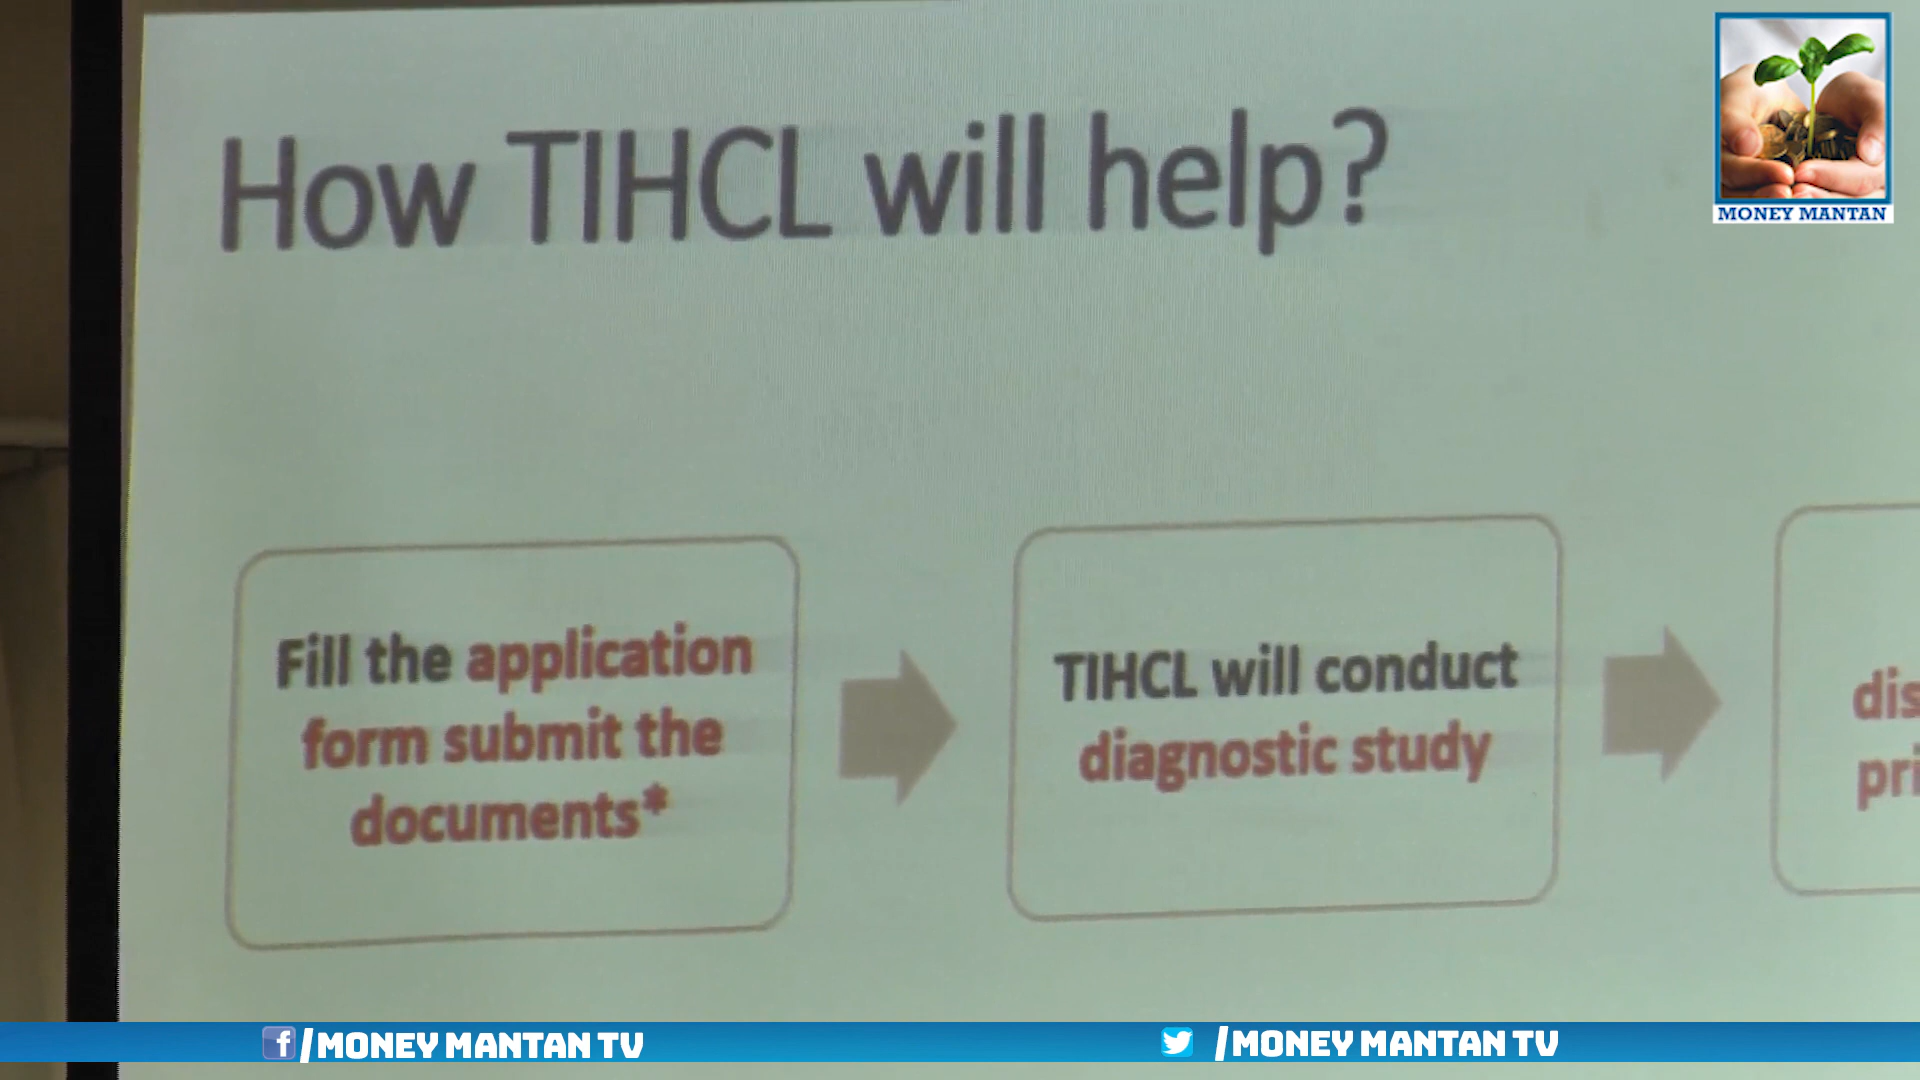 How TIHCL will help?
MONEY MANTAN
Fill the application
form submit the
documents*
TIHCL will conduct
diagnostic study
f/MONEY MANTAN TV
/MONEY MANTAN TV